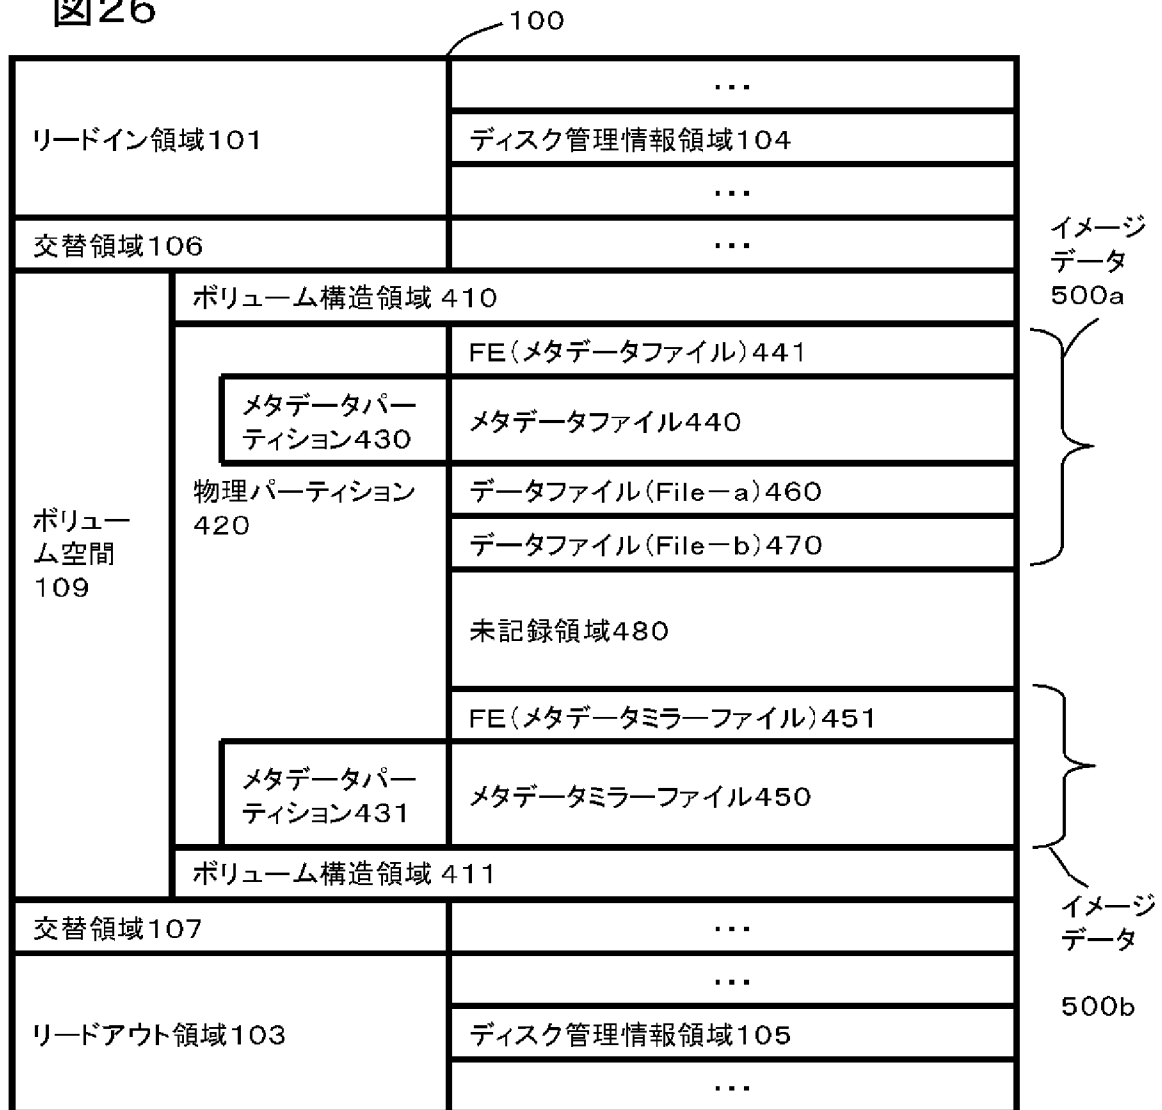 図26
100
・・・
リードイン領域101
ディスク管理情報領域104
・・・
交替領域106
・・・
イメージ
データ
500a
ボリューム構造領域 410
FE(メタデータファイル)441
メタデータパー
ティション430
メタデータファイル440
物理パーティション
420
データファイル(File－a)460
データファイル(File－b)470
ボリュー
ム空間
109
未記録領域480
FE(メタデータミラーファイル)451
メタデータパー
ティション431
メタデータミラーファイル450
ボリューム構造領域 411
イメージ
データ
500b
交替領域107
・・・
・・・
リードアウト領域103
ディスク管理情報領域105
・・・